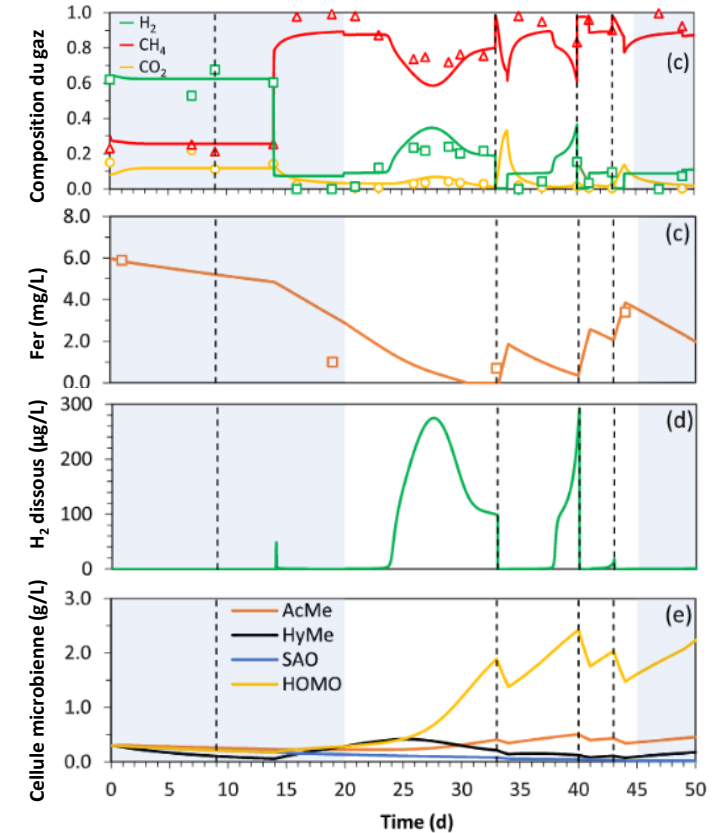 Composition du gaz
1.0
0.8
0.6
0.4
0.2
0.0
H₂
CH₄
CO₂
(c)
Fer (mg/L)
8.0
6.0
4.0
2.0
0.0
(c)
H₂ dissous (µg/L)
300
200
100
0
(d)
Cellule microbienne (g/L)
3.0
2.0
1.0
0.0
AcMe
HyMe
SAO
HOMO
(e)
0 5 10 15 20 25 30 35 40 45 50
Time (d)